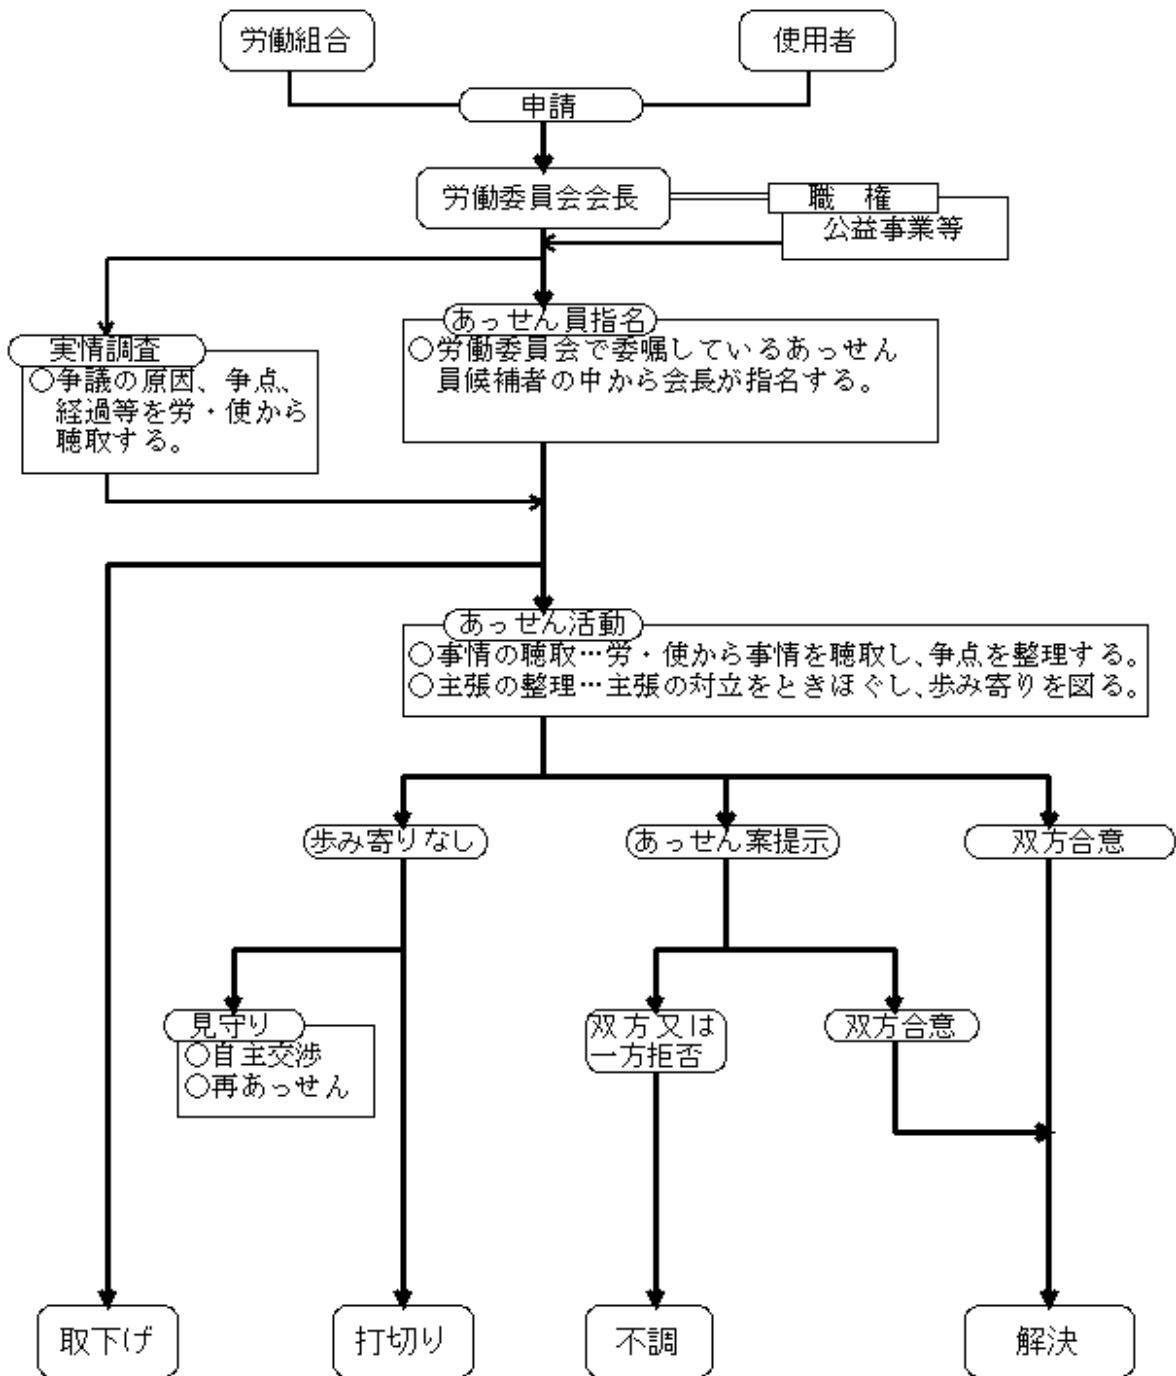 労働組合
使用者
申請
労働委員会会長
職　権
公益事業等
あっせん員指名
○労働委員会で委嘱しているあっせん
員候補者の中から会長が指名する。
実情調査
○争議の原因、争点、
経過等を労・使から
聴取する。
あっせん活動
○事情の聴取…労・使から事情を聴取し、争点を整理する。
○主張の整理…主張の対立をときほぐし、歩み寄りを図る。
歩み寄りなし
あっせん案提示
双方合意
見守り
○自主交渉
○再あっせん
双方又は
一方拒否
双方合意
取下げ
打切り
不調
解決